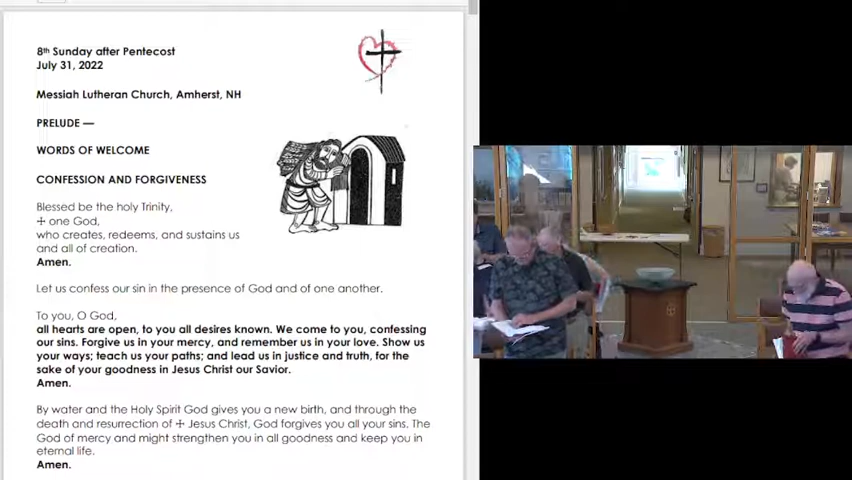 8th Sunday after Pentecost
July 31, 2022
Messiah Lutheran Church, Amherst, NH
PRELUDE —
WORDS OF WELCOME
CONFESSION AND FORGIVENESS
Blessed be the holy Trinity,
☩ one God,
who creates, redeems, and sustains us
and all of creation.
Amen.
Let us confess our sin in the presence of God and of one another.
To you, O God,
all hearts are open, to you all desires known. We come to you, confessing
our sins. Forgive us in your mercy, and remember us in your love. Show us
your ways; teach us your paths; and lead us in justice and truth, for the
sake of your goodness in Jesus Christ our Savior.
Amen.
By water and the Holy Spirit God gives you a new birth, and through the
death and resurrection of ☩ Jesus Christ, God forgives you all your sins. The
God of mercy and might strengthen you in all goodness and keep you in
eternal life.
Amen.